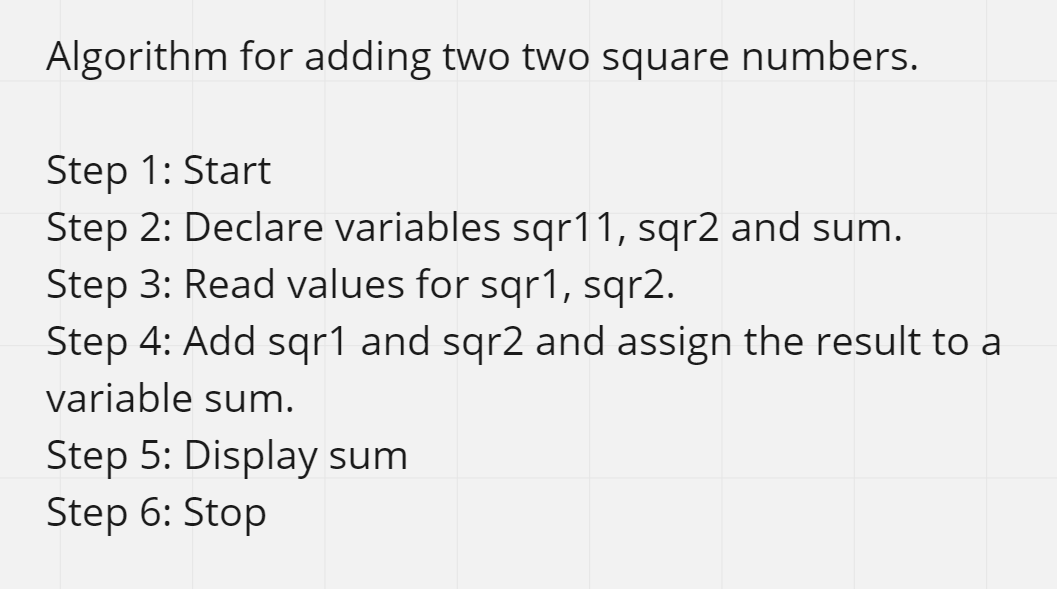 Algorithm for adding two two square numbers.
Step 1: Start
Step 2: Declare variables sqr11, sqr2 and sum.
Step 3: Read values for sqr1, sqr2.
Step 4: Add sqr1 and sqr2 and assign the result to a
variable sum.
Step 5: Display sum
Step 6: Stop